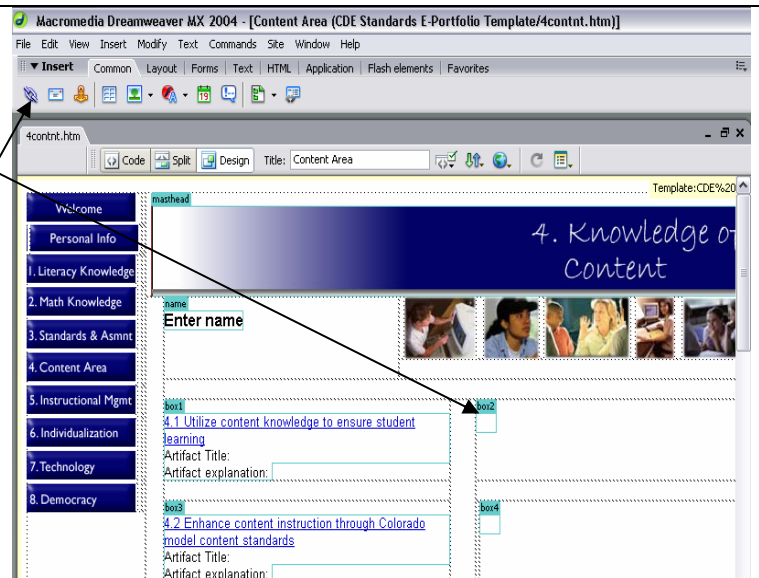 Macromedia Dreamweaver MX 2004 - [Content Area (CDE Standards E-Portfolio Template/4contnt.htm)]
File Edit View Insert Modify Text Commands Site Window Help
▼ Insert Common Layout Forms Text HTML Application Flash elements Favorites
19
4contnt.htm
Code Split Design Title: Content Area
Template:CDE%20
masthead
Welcome
Personal Info
1. Literacy Knowledge
2. Math Knowledge
3. Standards & Asmnt
4. Content Area
5. Instructional Mgmt
6. Individualization
7. Technology
8. Democracy
4. Knowledge of
Content
name
Enter name
box1
4.1 Utilize content knowledge to ensure student
learning
Artifact Title:
Artifact explanation:
box2
box3
4.2 Enhance content instruction through Colorado
model content standards
Artifact Title:
Artifact explanation:
box4